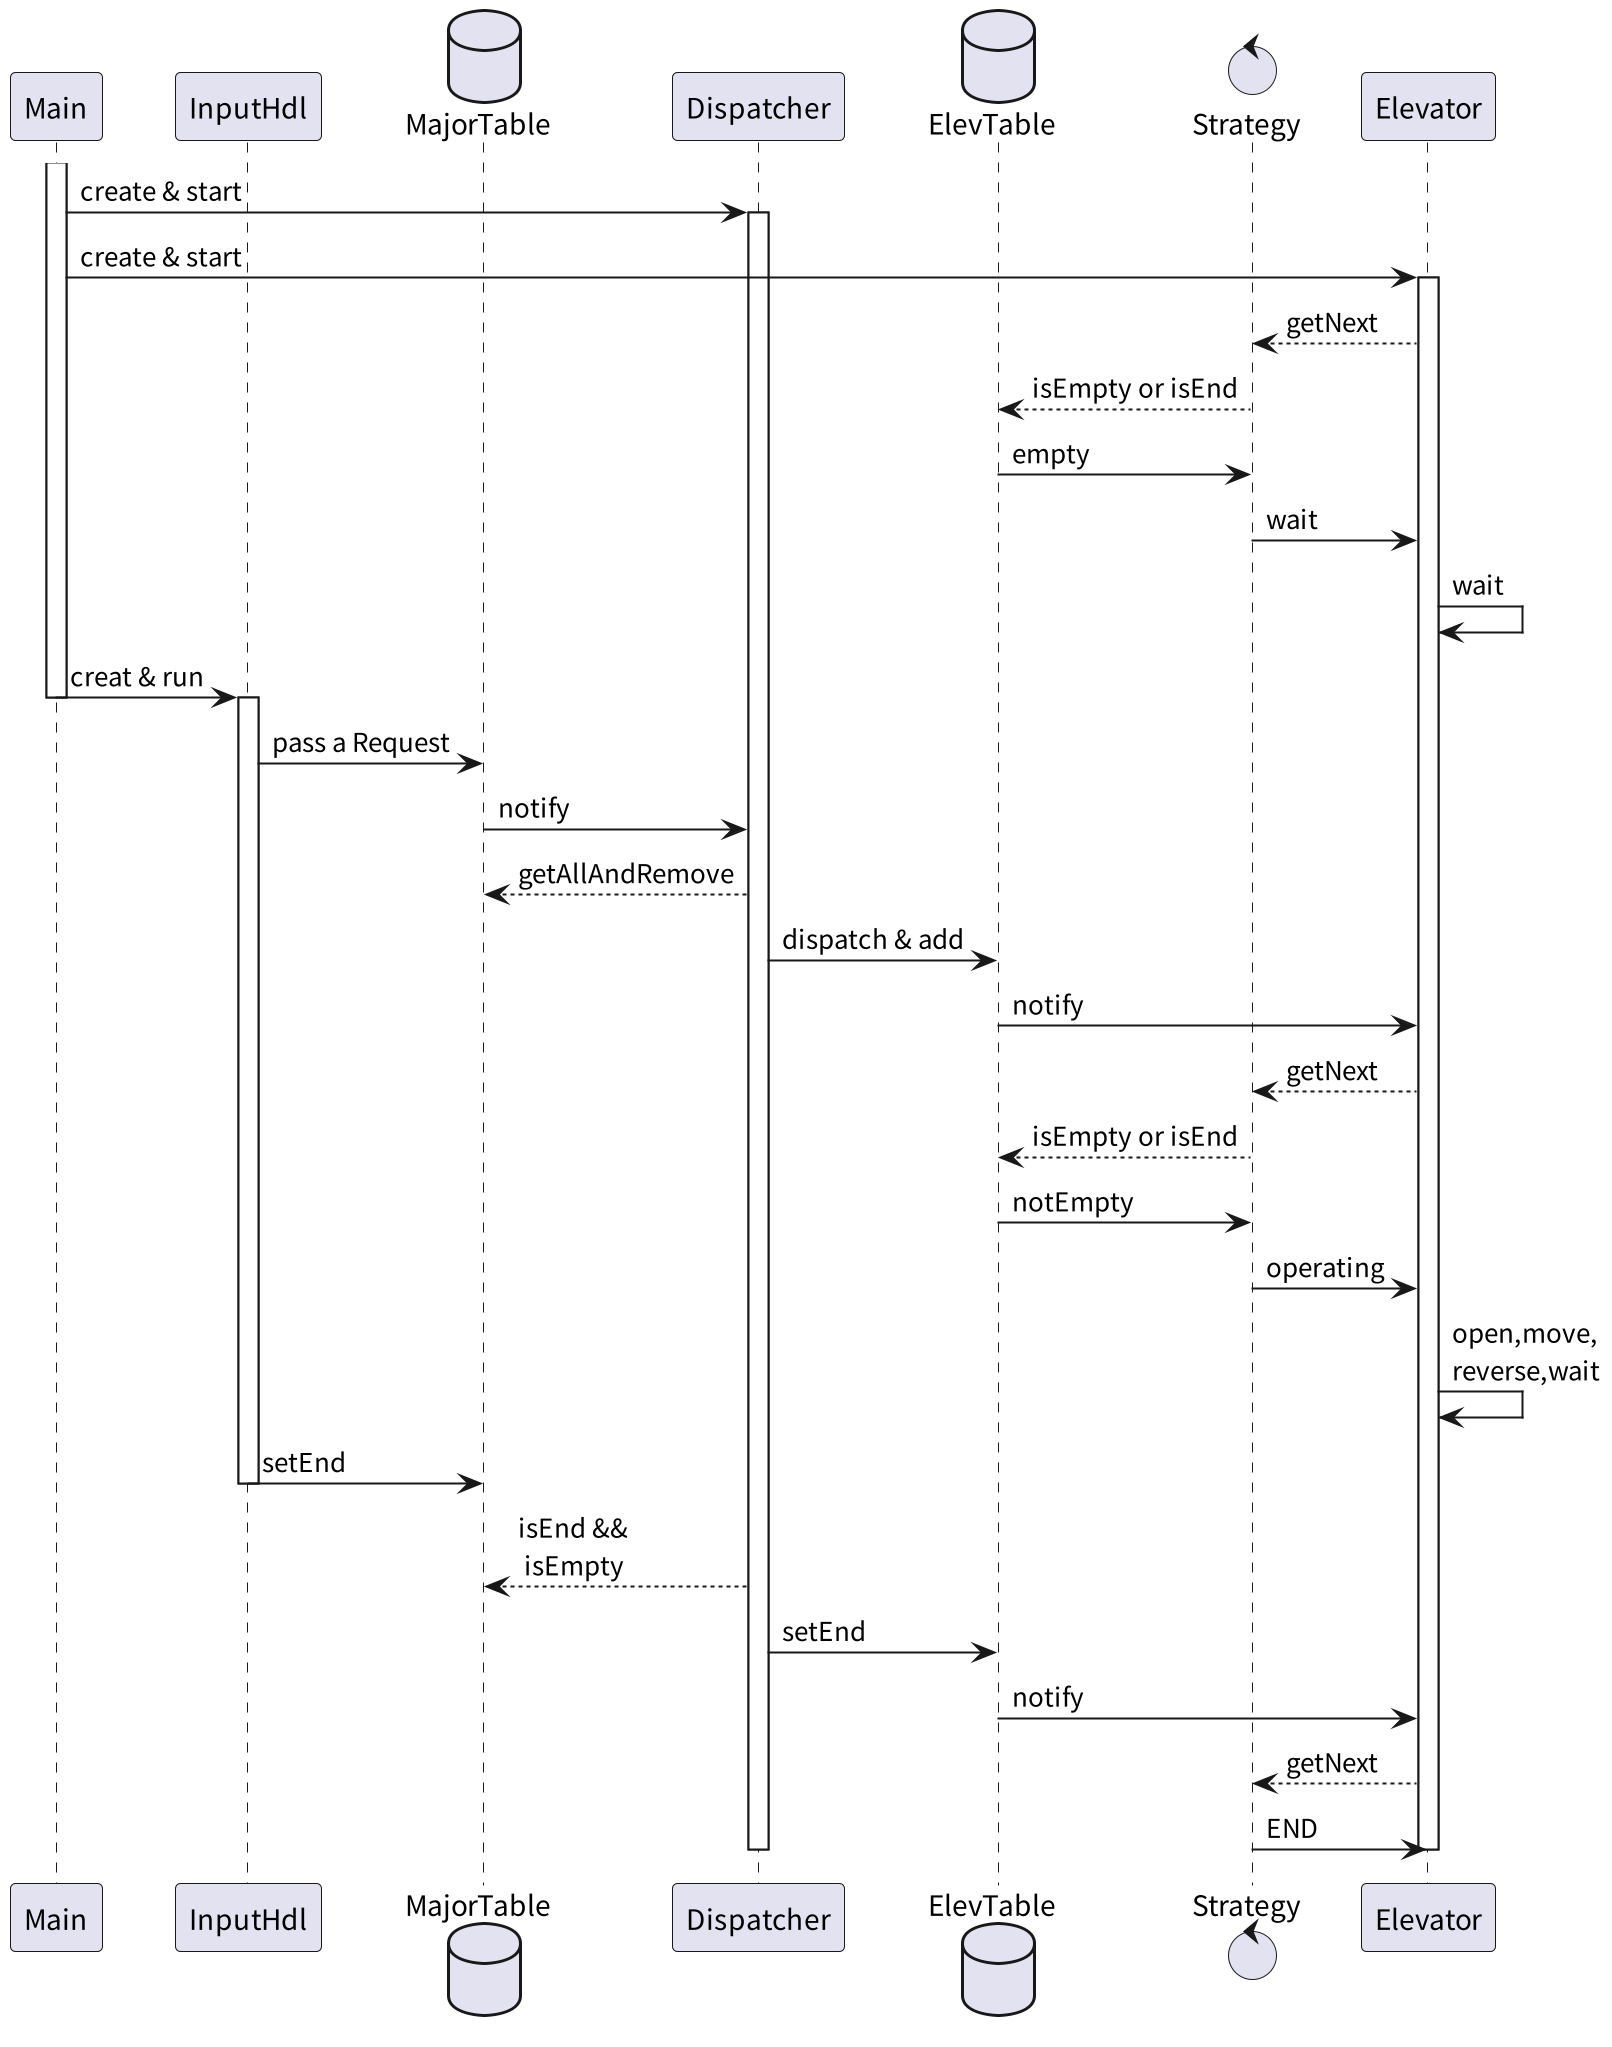 Main
InputHdl
MajorTable
Dispatcher
ElevTable
Strategy
Elevator
create & start
create & start
getNext
isEmpty or isEnd
empty
wait
wait
creat & run
pass a Request
notify
getAllAndRemove
dispatch & add
notify
getNext
isEmpty or isEnd
notEmpty
operating
open,move,
reverse,wait
setEnd
isEnd &&
isEmpty
setEnd
notify
getNext
END
Main
InputHdl
MajorTable
Dispatcher
ElevTable
Strategy
Elevator